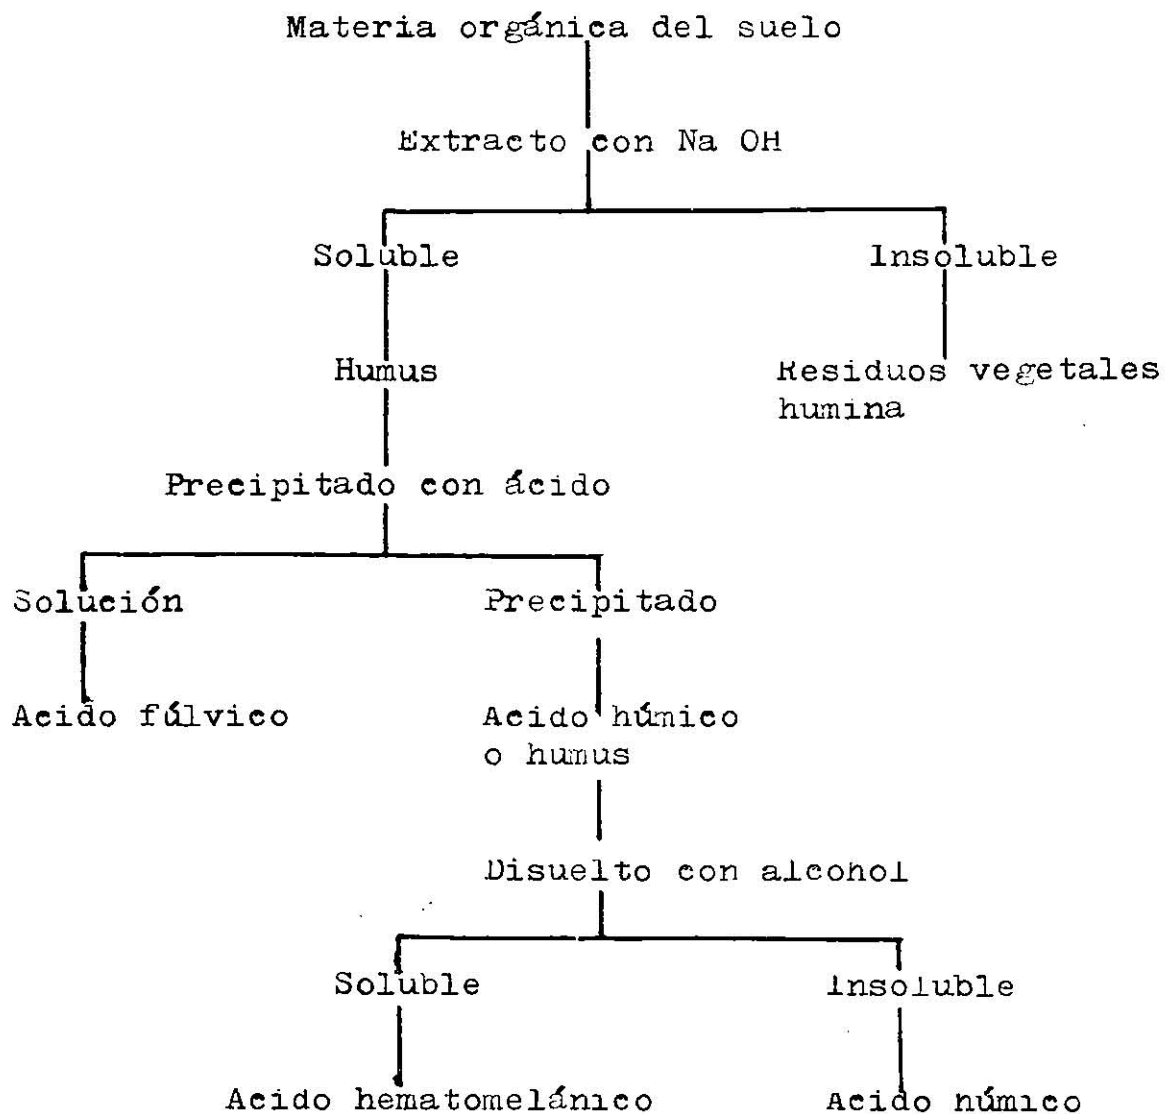 Materia orgánica del suelo
Extracto con Na OH
Soluble Insoluble
Humus Residuos vegetales
humina
Precipitado con ácido
Solución Precipitado
Acido fúlvico Acido húmico
o humus
Disuelto con alcohol
Soluble Insoluble
Acido hematomelánico Acido húmico